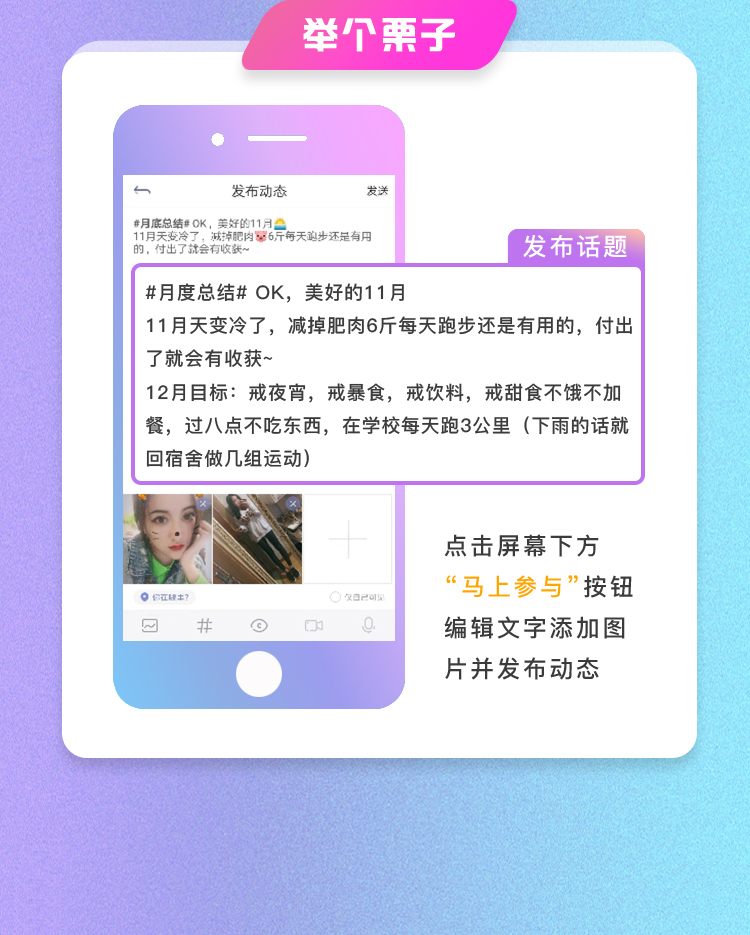 举个栗子
发布动态
发送
#月底总结# OK，美好的11月
11月天变冷了，减掉肥肉6斤每天跑步还是有用
的，付出了就会有收获~
发布话题
#月度总结# OK，美好的11月
11月天变冷了，减掉肥肉6斤每天跑步还是有用的，付出
了就会有收获~
12月目标：戒夜宵，戒暴食，戒饮料，戒甜食不饿不加
餐，过八点不吃东西，在学校每天跑3公里（下雨的话就
回宿舍做几组运动）
点击屏幕下方
“马上参与”按钮
编辑文字添加图
片并发布动态
你在哪里?
仅自己可见